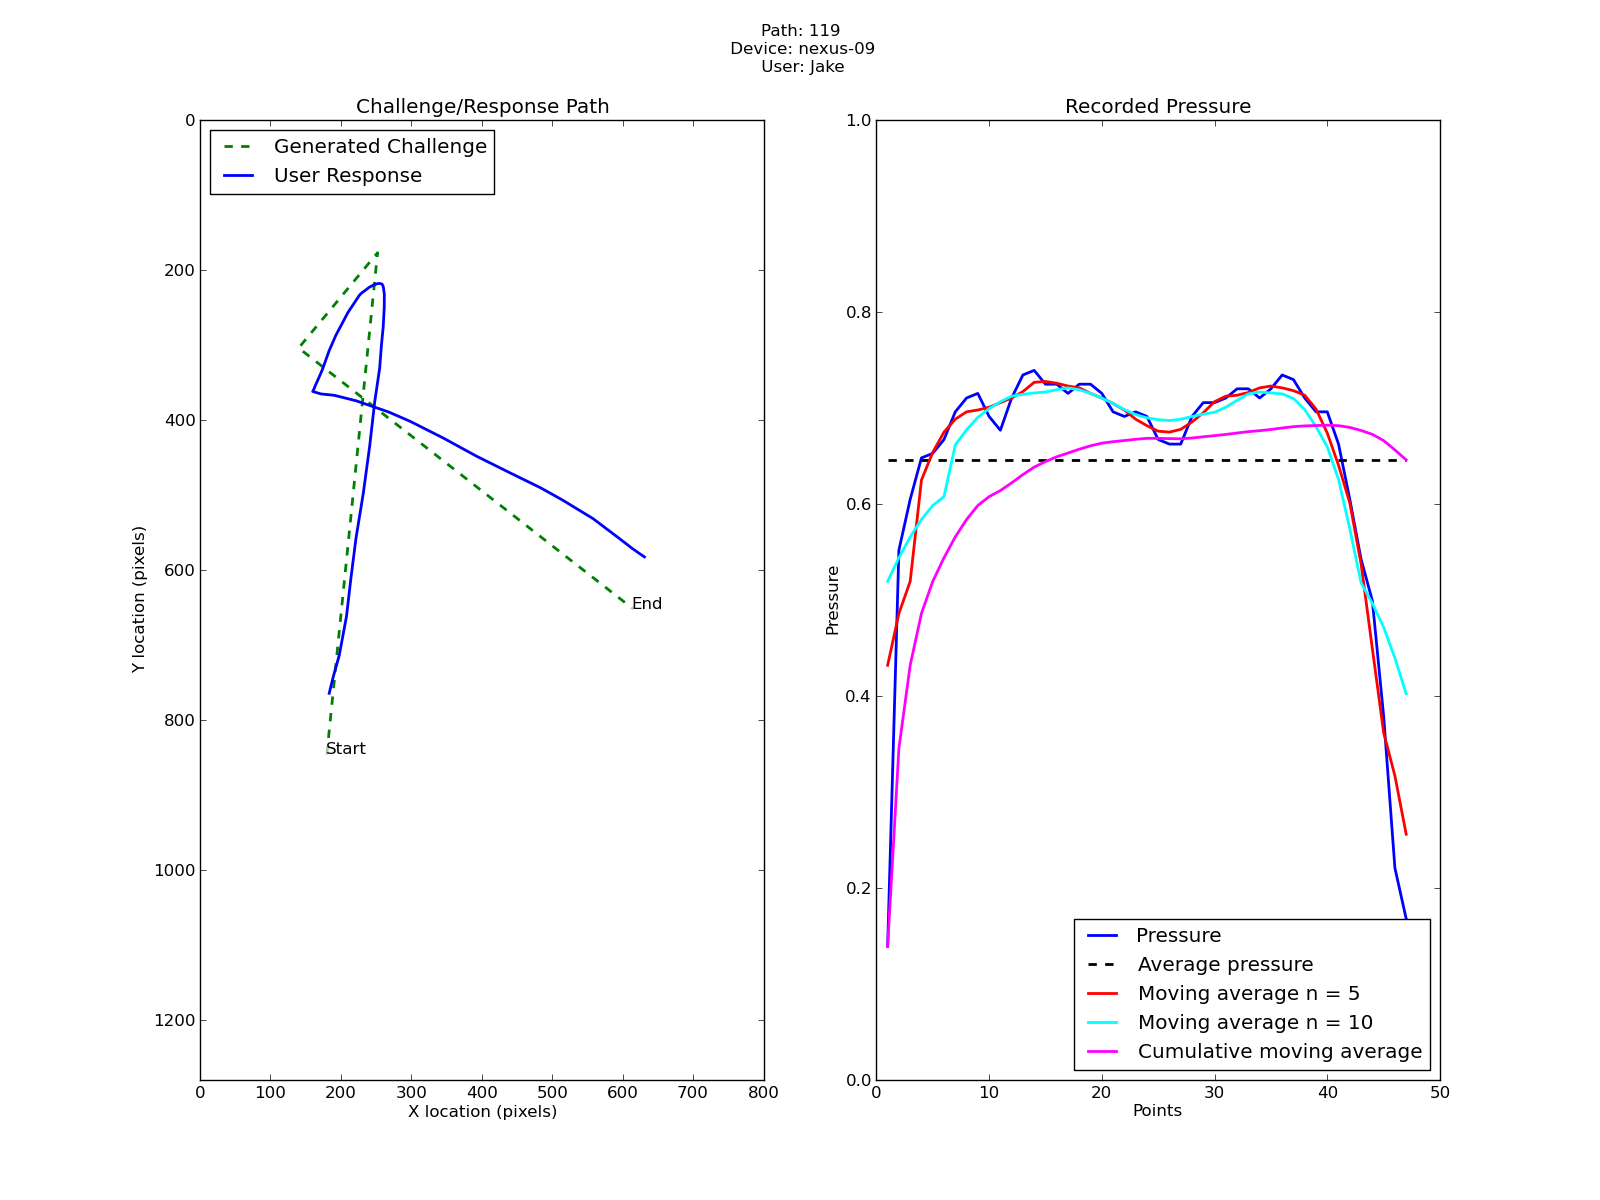 Path: 119
Device: nexus-09
User: Jake
Challenge/Response Path
Generated Challenge
User Response
0
200
400
600
800
1000
1200
Y location (pixels)
Start
End
0 100 200 300 400 500 600 700 800
X location (pixels)
Recorded Pressure
1.0
0.8
0.6
0.4
0.2
0.0
Pressure
Pressure
Average pressure
Moving average n = 5
Moving average n = 10
Cumulative moving average
0 10 20 30 40 50
Points